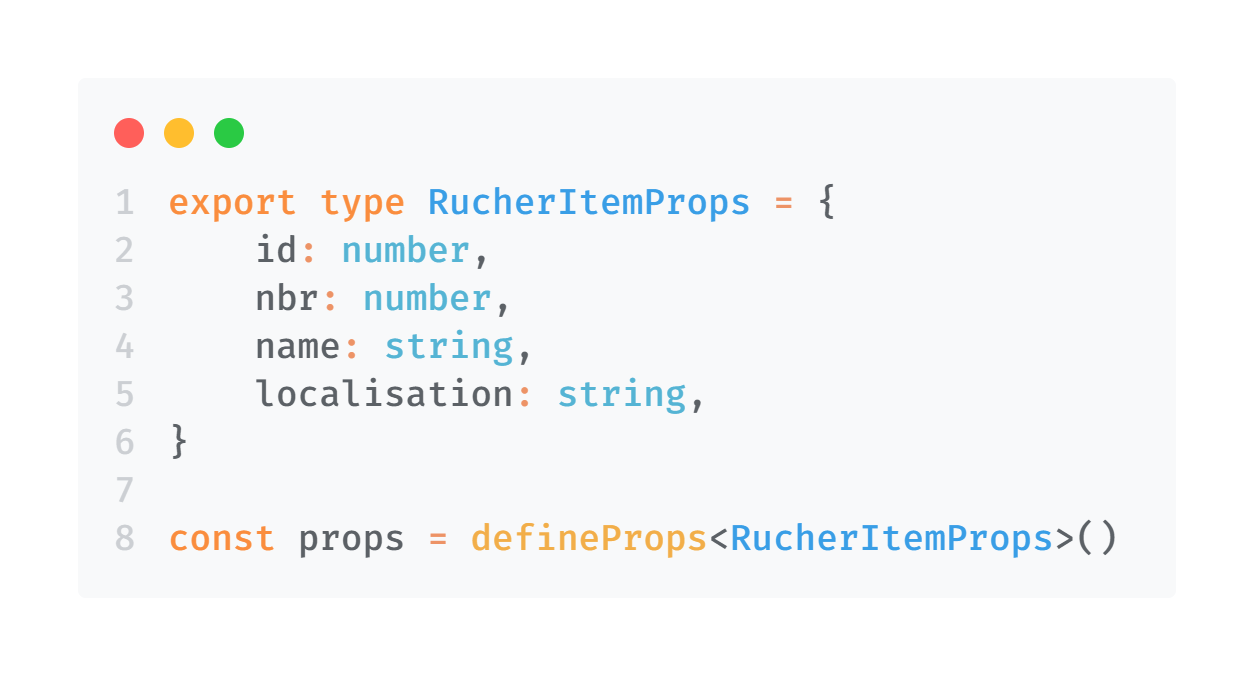 1 export type RucherItemProps = {
2     id: number,
3     nbr: number,
4     name: string,
5     localisation: string,
6 }
7
8 const props = defineProps<RucherItemProps>()